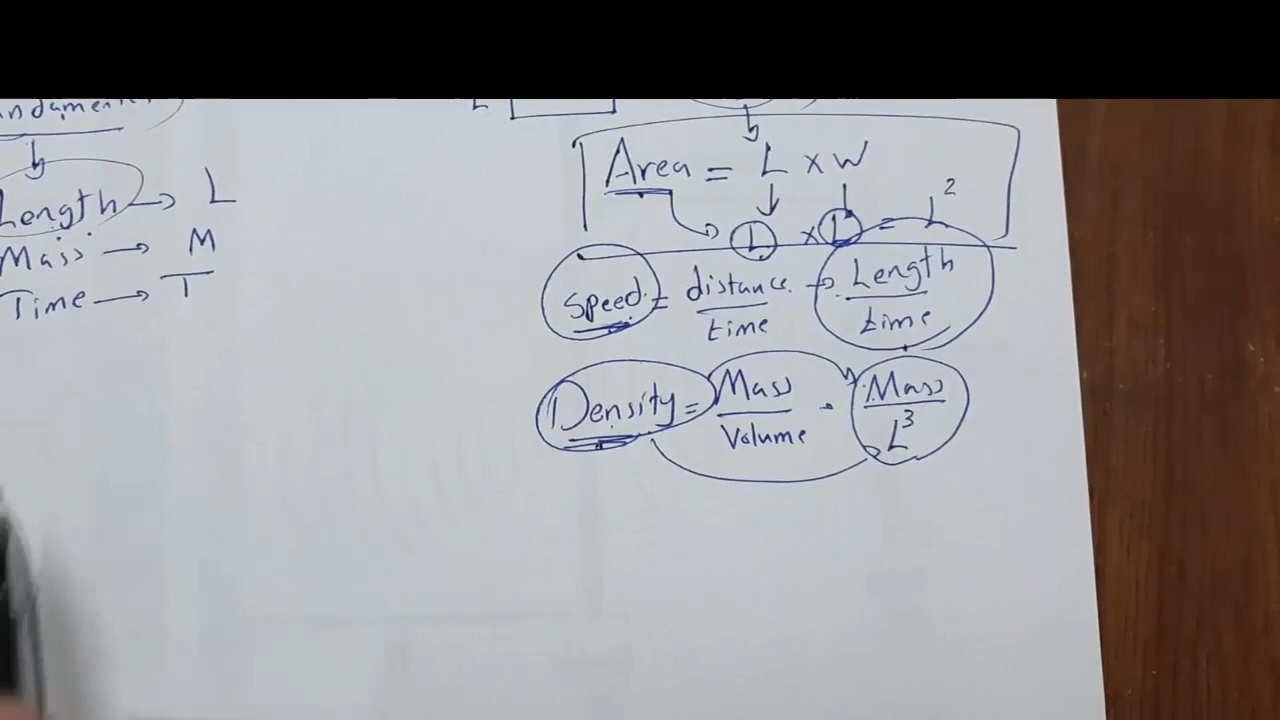 Length → L
Mass → M
Time → T
L
Area = L x W
L x L = L²
Speed = distance/time → Length/time
Density = Mass/Volume - Mass/L³